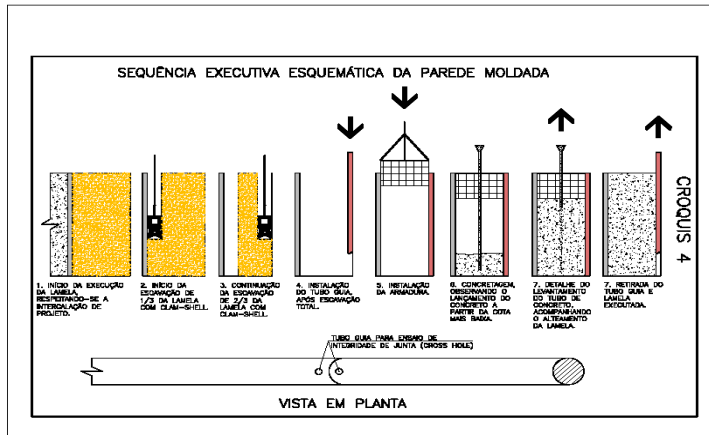 SEQUÊNCIA EXECUTIVA ESQUEMÁTICA DA PAREDE MOLDADA
1. INÍCIO DA EXECUÇÃO
DA LAMELA,
RESPEITANDO-SE A
INTERCALAÇÃO DE
PROJETO.
2. INÍCIO DA
ESCAVAÇÃO DE
1/3 DA LAMELA
COM CLAM-SHELL.
3. CONTINUAÇÃO
DA ESCAVAÇÃO
DE 2/3 DA
LAMELA COM
CLAM-SHELL.
4. INSTALAÇÃO
DO TUBO GUIA,
APÓS ESCAVAÇÃO
TOTAL.
5. INSTALAÇÃO
DA ARMADURA.
6. CONCRETAGEM,
OBSERVANDO O
LANÇAMENTO DO
CONCRETO A
PARTIR DA COTA
MAIS BAIXA.
7. DETALHE DO
LEVANTAMENTO
DO TUBO DE
CONCRETO,
ACOMPANHANDO
O ALTEAMENTO
DA LAMELA.
7. RETIRADA DO
TUBO GUIA E
LAMELA
EXECUTADA.
CROQUIS 4
TUBO GUIA PARA ENSAIO DE
INTEGRIDADE DE JUNTA (CROSS HOLE)
VISTA EM PLANTA